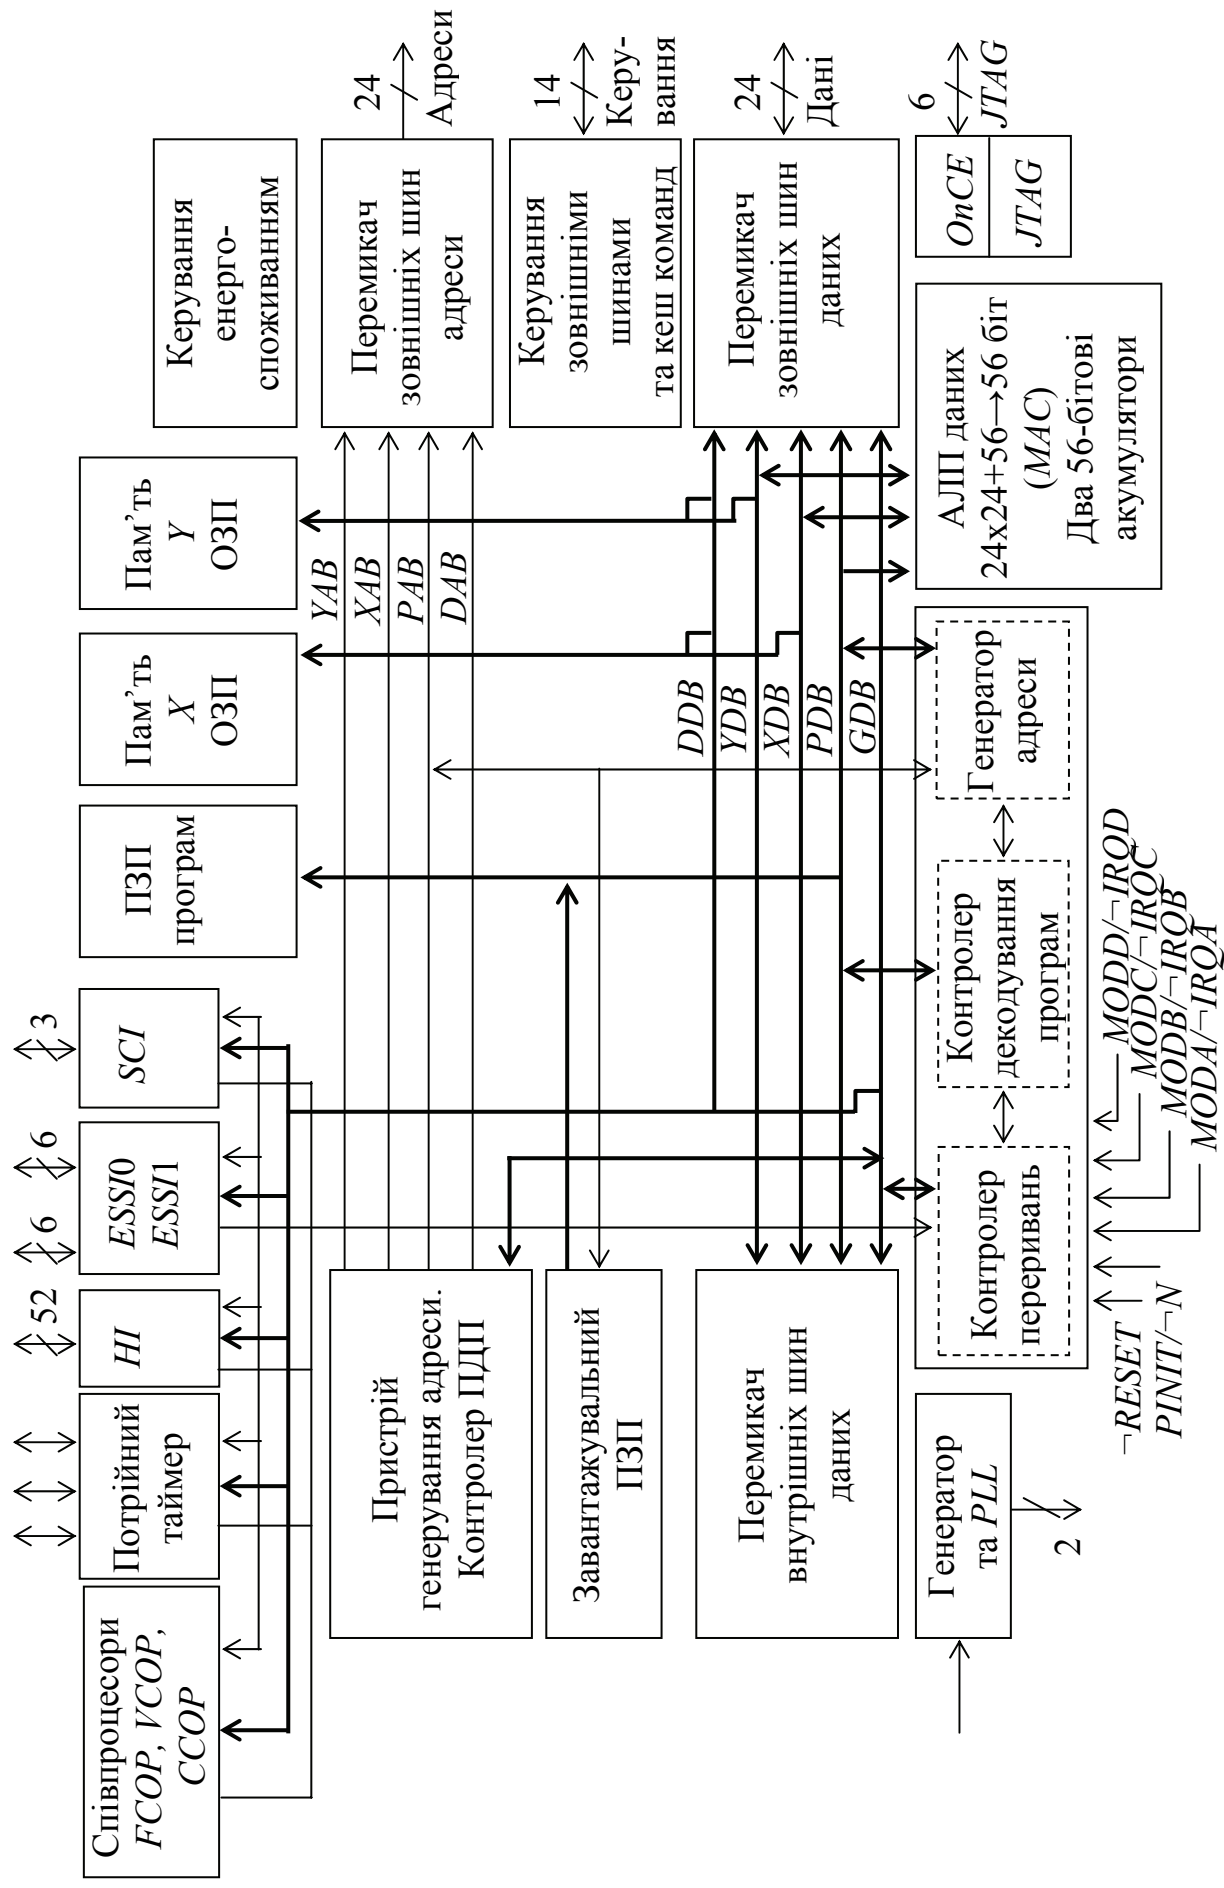 Співпроцесори
FCOP, VCOP,
CCOP
Потрійний
таймер
HI
52
ESSI0
ESSI1
6
6
SCI
3
ПЗП
програм
Пам’ть
X
ОЗП
Пам’ть
Y
ОЗП
Керування
енерго-
споживанням
Пристрій
генерування адреси.
Контролер ПДП
YAB
XAB
PAB
DAB
Перемикач
зовнішніх шин
адреси
24
Адреси
Завантажувальний
ПЗП
Керування
зовнішніми
шинами
та кеш команд
14
Керу-
вання
Перемикач
внутрішніх шин
даних
DDB
YDB
XDB
PDB
GDB
Перемикач
зовнішніх шин
даних
24
Дані
Генератор
та PLL
2
Контролер
переривань
Контролер
декодування
програм
Генератор
адреси
АЛП даних
24x24+56→56 біт
(MAC)
Два 56-бітові
акумулятори
OnCE
JTAG
6
JTAG
¬RESET
PINIT/¬N
MODD/¬IRQD
MODC/¬IRQC
MODB/¬IRQB
MODA/¬IRQA